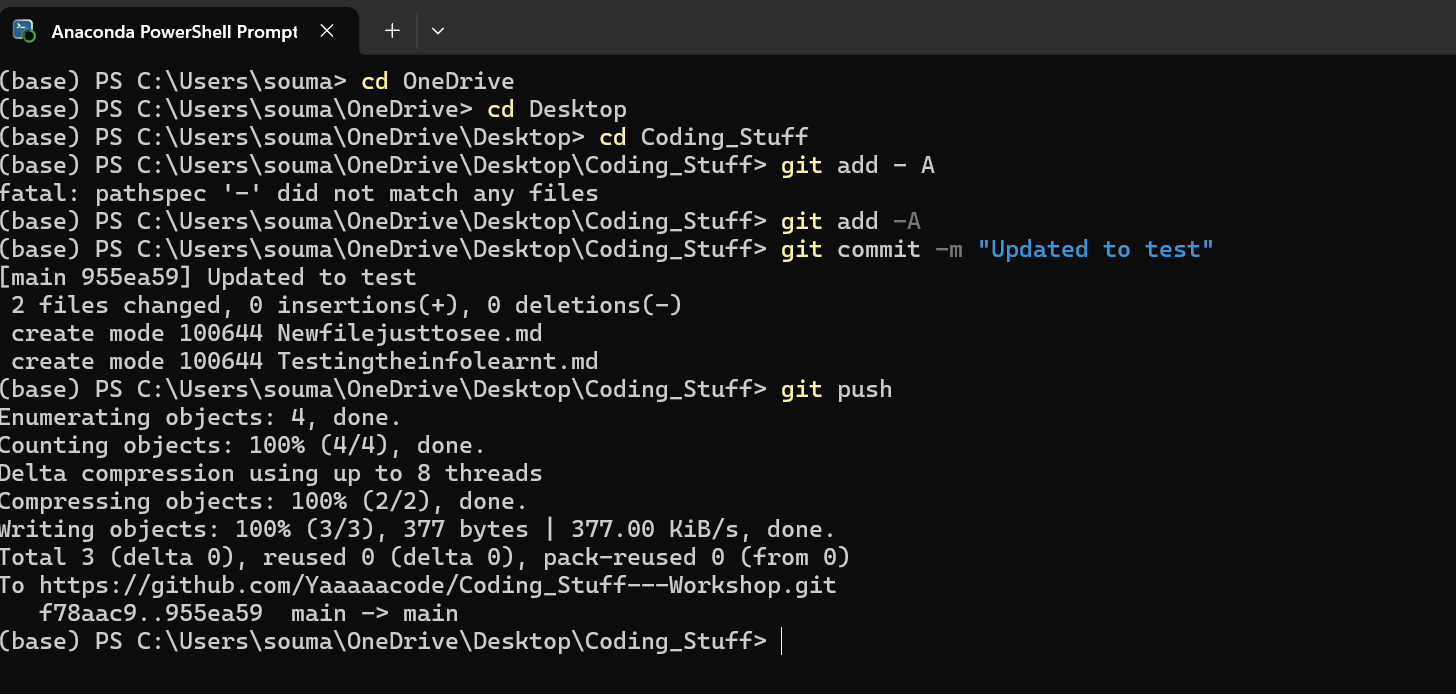 Anaconda PowerShell Prompt
(base) PS C:\Users\souma> cd OneDrive
(base) PS C:\Users\souma\OneDrive> cd Desktop
(base) PS C:\Users\souma\OneDrive\Desktop> cd Coding_Stuff
(base) PS C:\Users\souma\OneDrive\Desktop\Coding_Stuff> git add - A
fatal: pathspec '-' did not match any files
(base) PS C:\Users\souma\OneDrive\Desktop\Coding_Stuff> git add -A
(base) PS C:\Users\souma\OneDrive\Desktop\Coding_Stuff> git commit -m "Updated to test"
[main 955ea59] Updated to test
 2 files changed, 0 insertions(+), 0 deletions(-)
 create mode 100644 Newfilejusttosee.md
 create mode 100644 Testingtheinfolearnt.md
(base) PS C:\Users\souma\OneDrive\Desktop\Coding_Stuff> git push
Enumerating objects: 4, done.
Counting objects: 100% (4/4), done.
Delta compression using up to 8 threads
Compressing objects: 100% (2/2), done.
Writing objects: 100% (3/3), 377 bytes | 377.00 KiB/s, done.
Total 3 (delta 0), reused 0 (delta 0), pack-reused 0 (from 0)
To https://github.com/Yaaaaacode/Coding_Stuff---Workshop.git
   f78aac9..955ea59  main -> main
(base) PS C:\Users\souma\OneDrive\Desktop\Coding_Stuff>